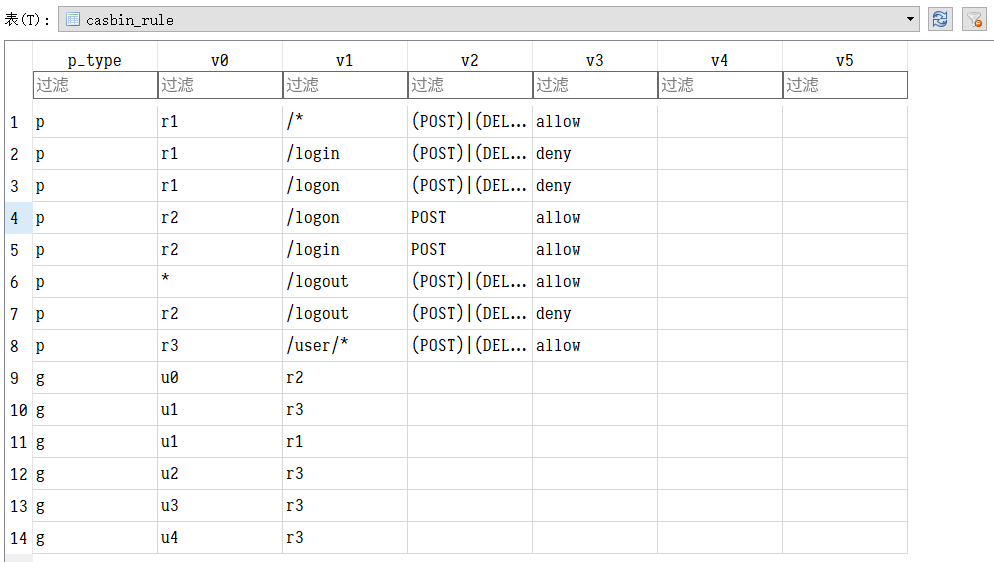 表(T): casbin_rule
p_type v0 v1 v2 v3 v4 v5
过滤 过滤 过滤 过滤 过滤 过滤 过滤
1 p r1 /* (POST)|(DEL... allow
2 p r1 /login (POST)|(DEL... deny
3 p r1 /logon (POST)|(DEL... deny
4 p r2 /logon POST allow
5 p r2 /login POST allow
6 p * /logout (POST)|(DEL... allow
7 p r2 /logout (POST)|(DEL... deny
8 p r3 /user/* (POST)|(DEL... allow
9 g u0 r2
10 g u1 r3
11 g u1 r1
12 g u2 r3
13 g u3 r3
14 g u4 r3